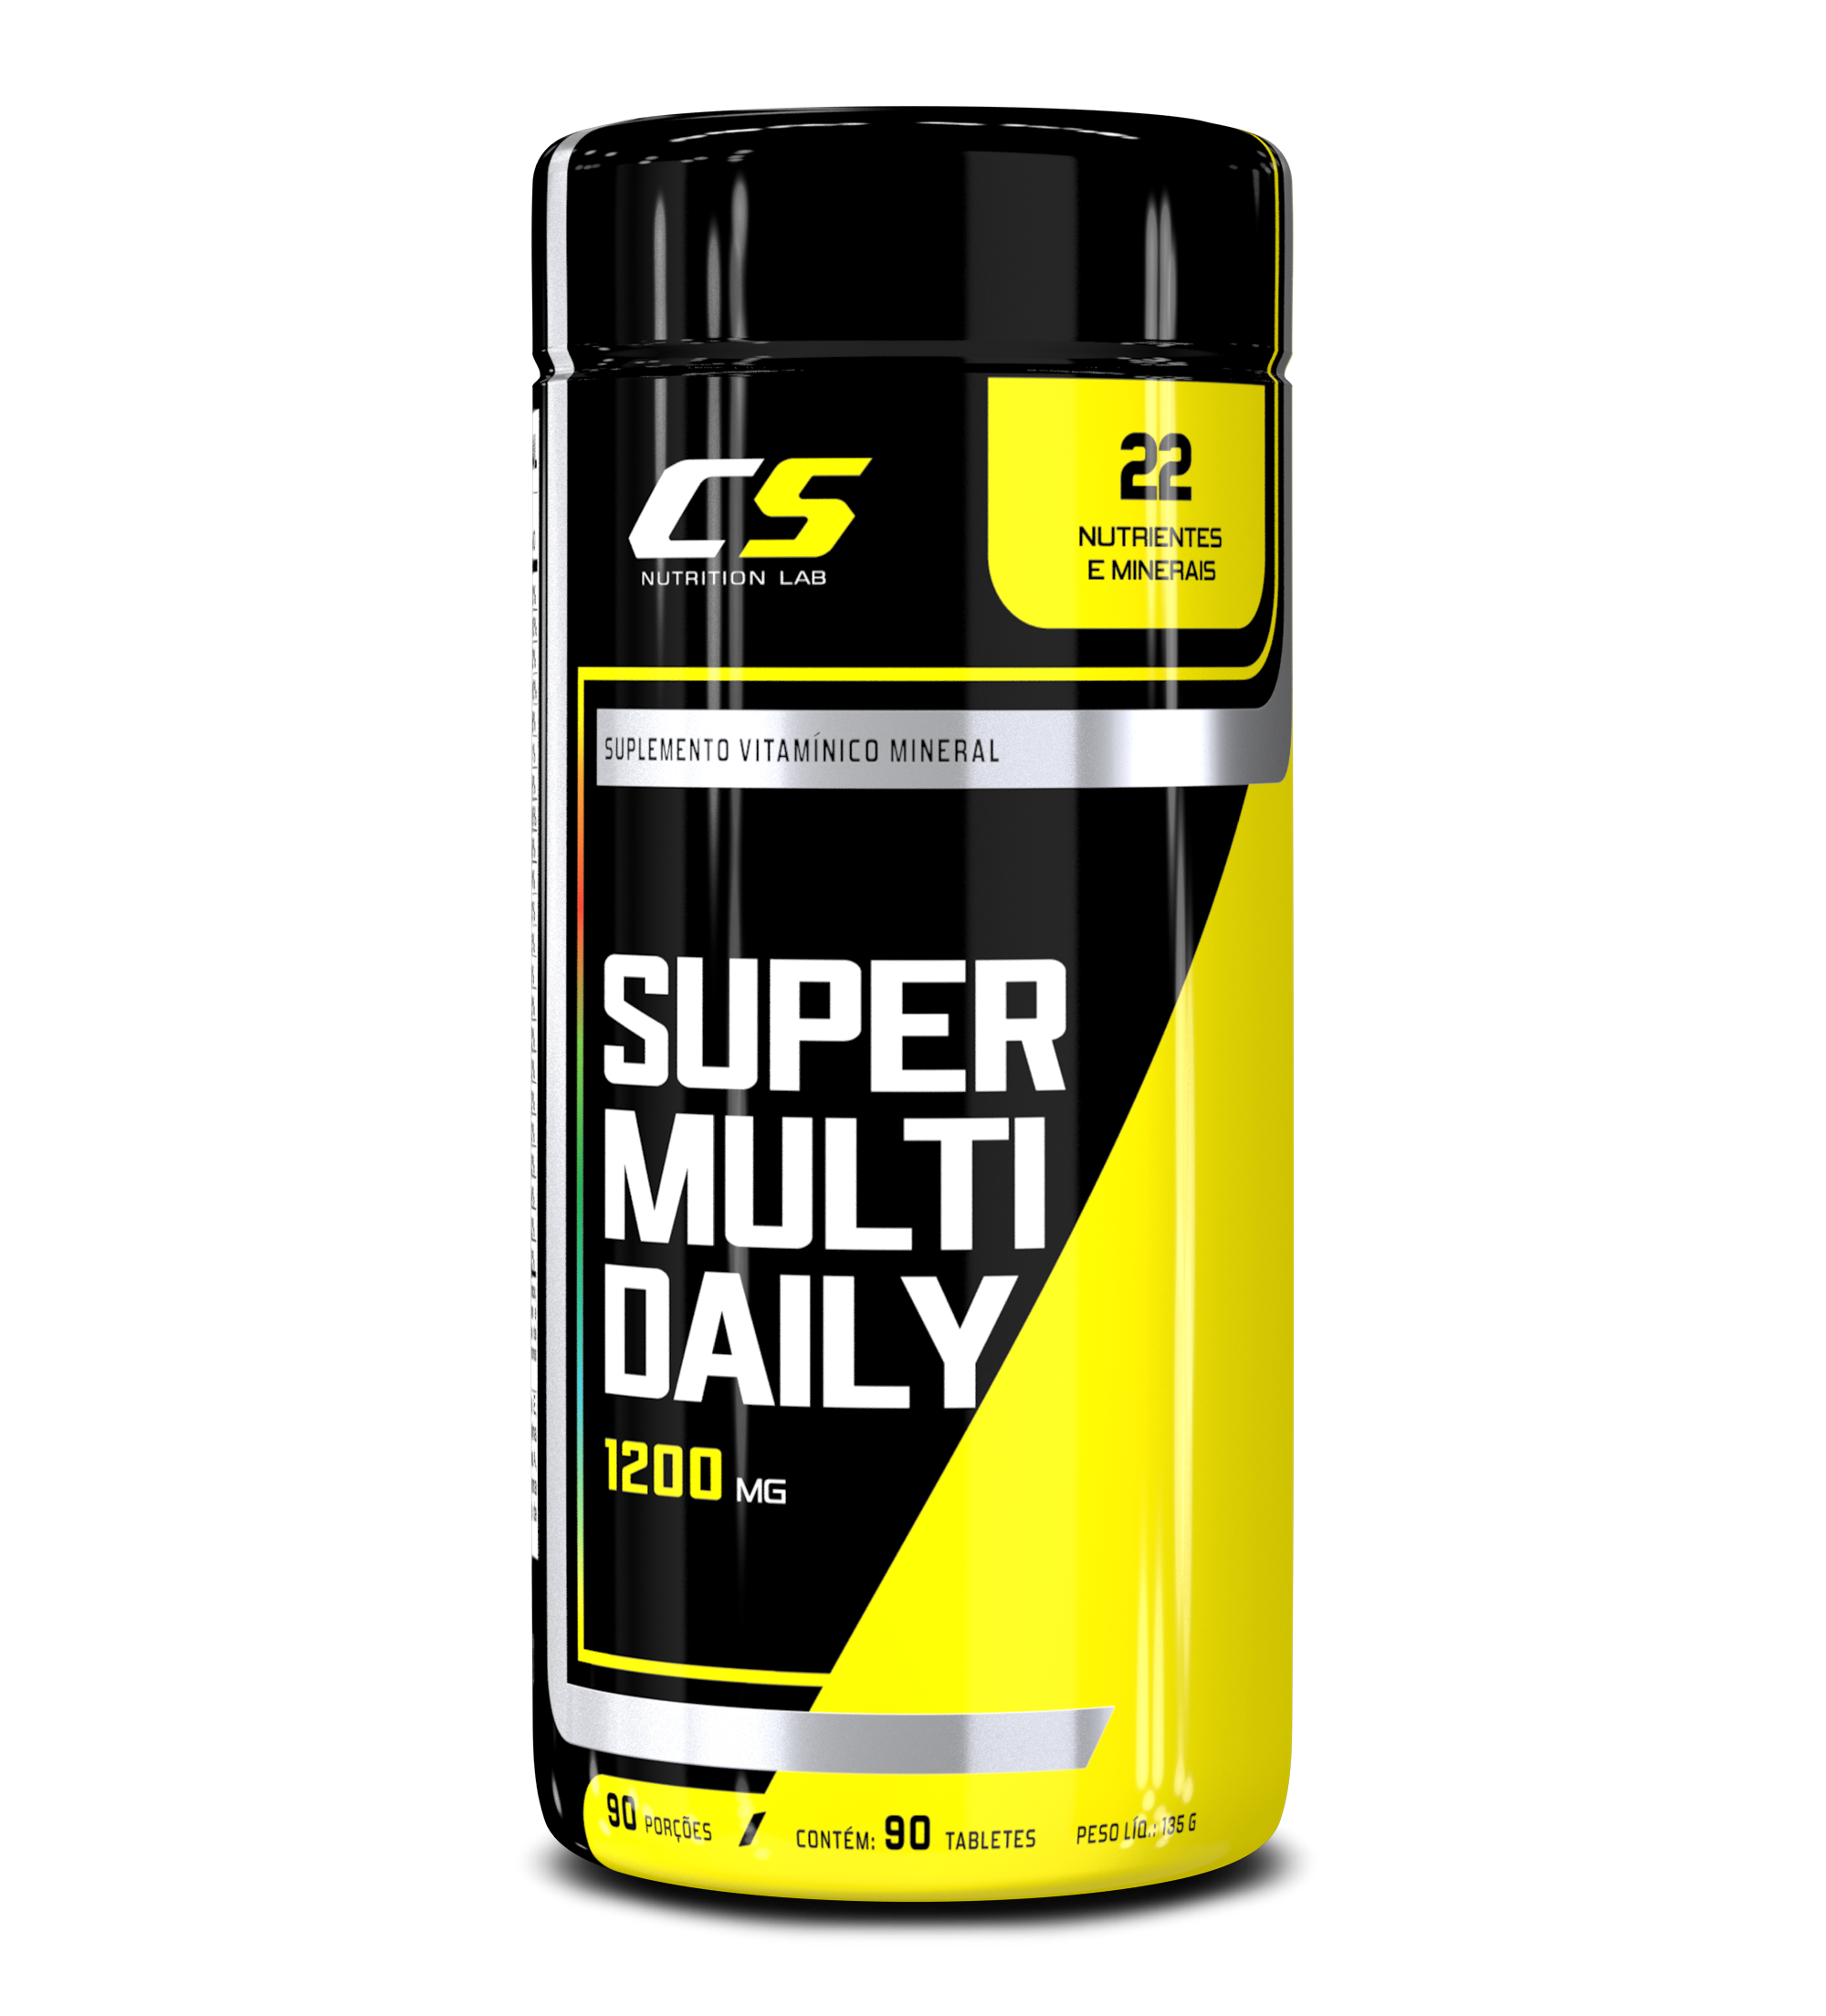 CS
NUTRITION LAB
22
NUTRIENTES
E MINERAIS
SUPLEMENTO VITAMÍNICO MINERAL
SUPER
MULTI
DAILY
1200 MG
90 PORÇÕES / CONTÉM: 90 TABLETES PESO LÍQ.: 135 G